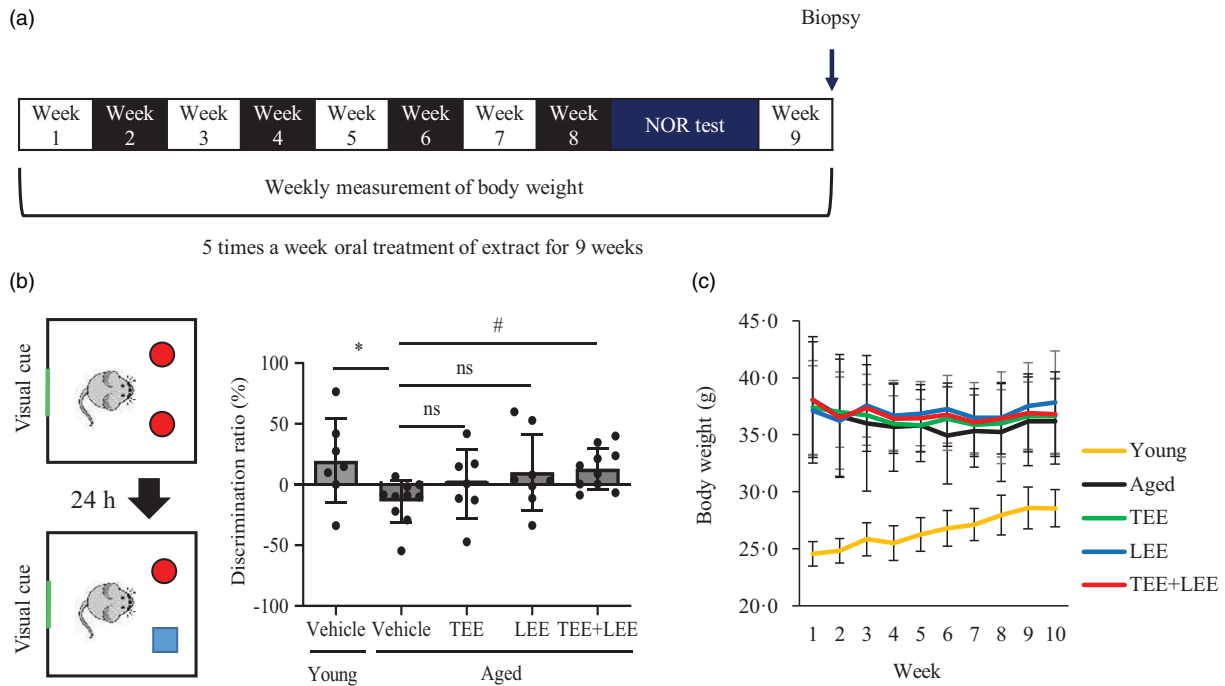 (a)
Biopsy
Week 1
Week 2
Week 3
Week 4
Week 5
Week 6
Week 7
Week 8
NOR test
Week 9
Weekly measurement of body weight
5 times a week oral treatment of extract for 9 weeks
(b)
Visual cue
24 h
Visual cue
Discrimination ratio (%)
100
50
0
-50
-100
*
ns
ns
#
Vehicle Vehicle TEE LEE TEE+LEE
Young Aged
(c)
Body weight (g)
45·0
40·0
35·0
30·0
25·0
20·0
1 2 3 4 5 6 7 8 9 10
Week
Young
Aged
TEE
LEE
TEE+LEE